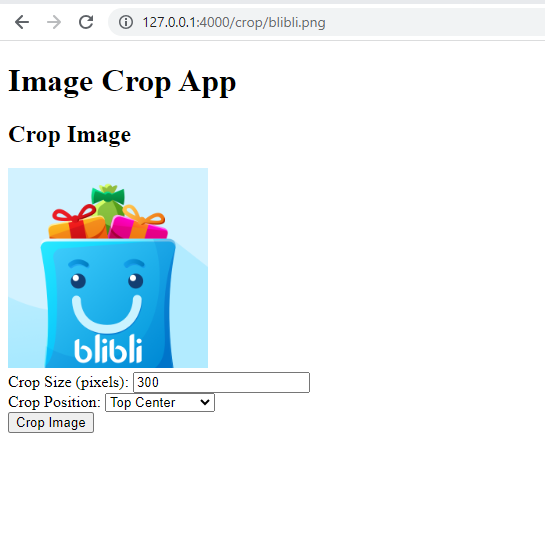 127.0.0.1:4000/crop/blibli.png
Image Crop App
Crop Image
blibli
Crop Size (pixels): 300
Crop Position: Top Center
Crop Image